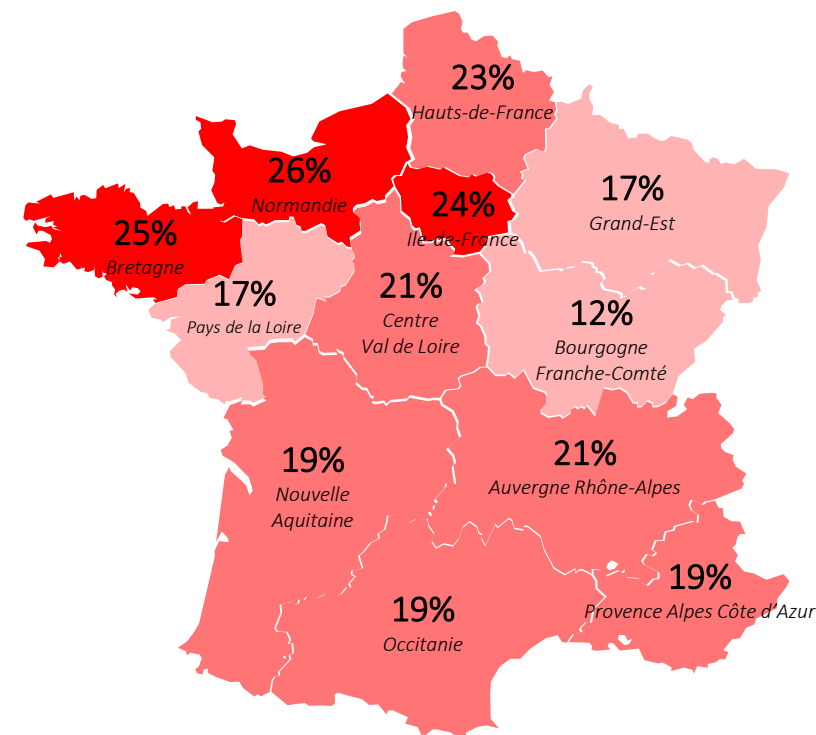 23%
Hauts-de-France
26%
Normandie
24%
Ile-de-France
17%
Grand-Est
25%
Bretagne
17%
Pays de la Loire
21%
Centre
Val de Loire
12%
Bourgogne
Franche-Comté
19%
Nouvelle
Aquitaine
21%
Auvergne Rhône-Alpes
19%
Provence Alpes Côte d'Azur
19%
Occitanie